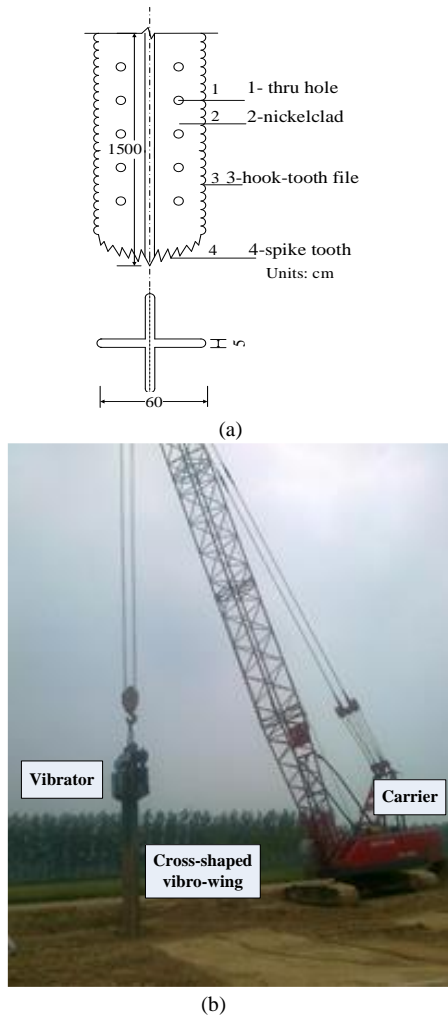 1 1- thru hole
2 2-nickelclad
1500
3 3-hook-tooth file
4 4-spike tooth
Units: cm
5
60
(a)
Vibrator
Carrier
Cross-shaped
vibro-wing
(b)